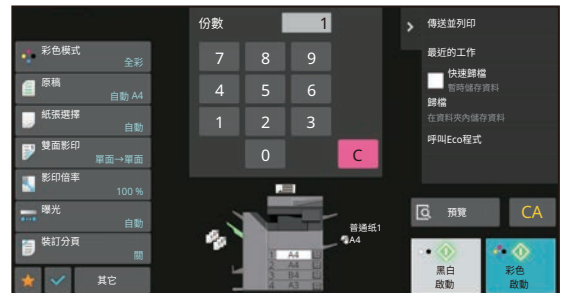 份數
1
彩色模式
全彩
原稿
自動 A4
紙張選擇
自動
雙面影印
單面→單面
影印倍率
100 %
曝光
自動
裝訂分頁
關
其它
7 8 9
4 5 6
1 2 3
0 C
普通纸1
A4
1 A4
2 A4
3 B4
4 A3
傳送並列印
最近的工作
快速歸檔
暫時儲存資料
歸檔
在資料夾內儲存資料
呼叫Eco程式
預覽
CA
黑白
啟動
彩色
啟動